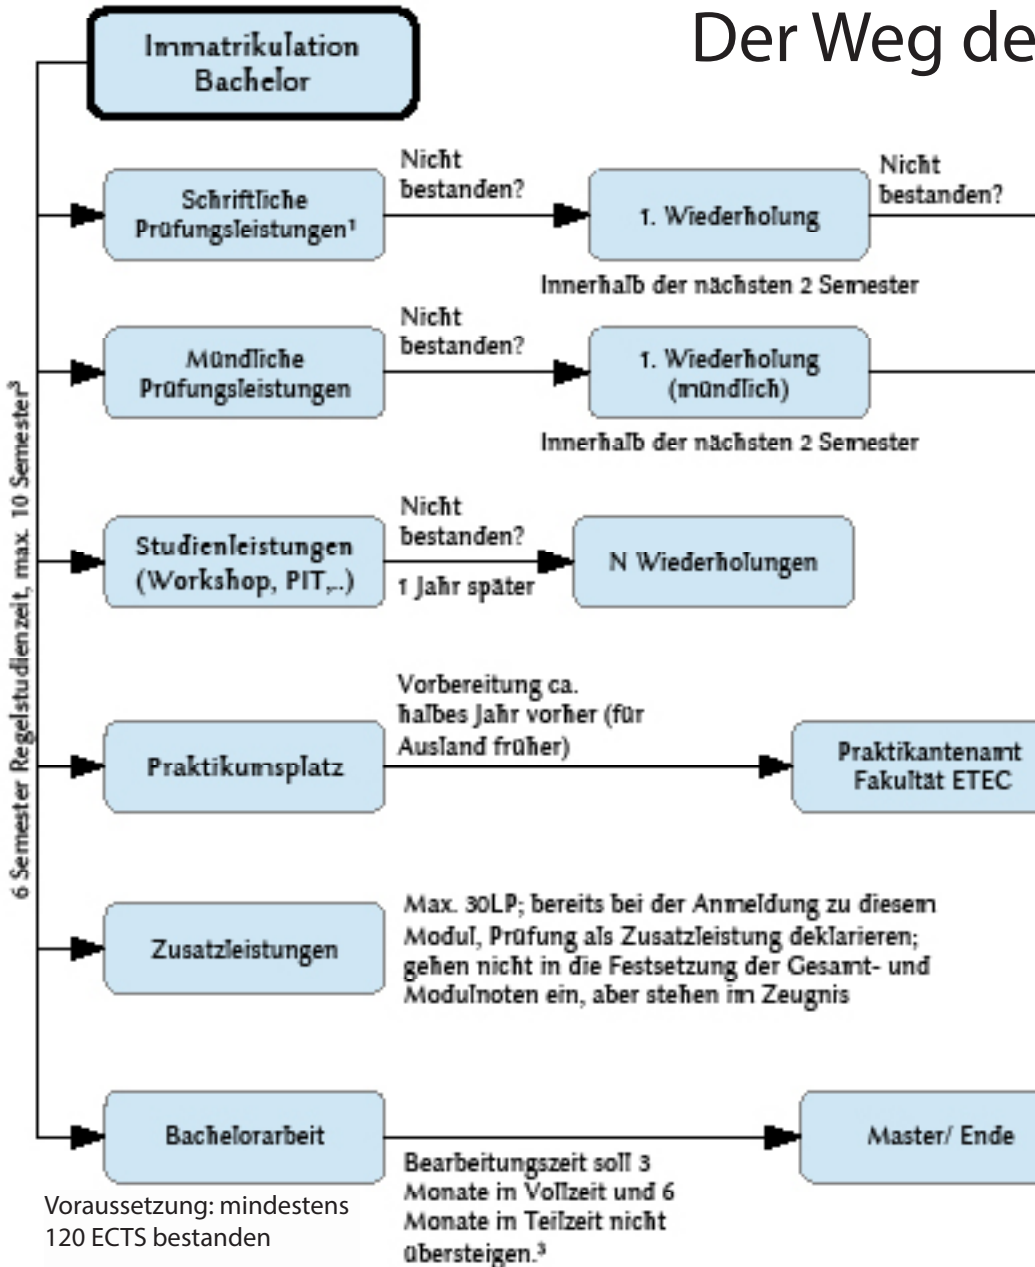 Der Weg de
Immatrikulation
Bachelor
Schriftliche
Prüfungsleistungen¹
Nicht
bestanden?
1. Wiederholung
Nicht
bestanden?
Innerhalb der nächsten 2 Semester
Mündliche
Prüfungsleistungen
Nicht
bestanden?
1. Wiederholung
(mündlich)
Innerhalb der nächsten 2 Semester
6 Semester Regelstudienzeit, max. 10 Semester³
Studienleistungen
(Workshop, PIT,..)
Nicht
bestanden?
1 Jahr später
N Wiederholungen
Praktikumsplatz
Vorbereitung ca.
halbes Jahr vorher (für
Ausland früher)
Praktikantenamt
Fakultät ETEC
Zusatzleistungen
Max. 30LP; bereits bei der Anmeldung zu diesem
Modul, Prüfung als Zusatzleistung deklarieren;
gehen nicht in die Festsetzung der Gesamt- und
Modulnoten ein, aber stehen im Zeugnis
Bachelorarbeit
Bearbeitungszeit soll 3
Monate in Vollzeit und 6
Monate in Teilzeit nicht
übersteigen.³
Master/ Ende
Voraussetzung: mindestens
120 ECTS bestanden